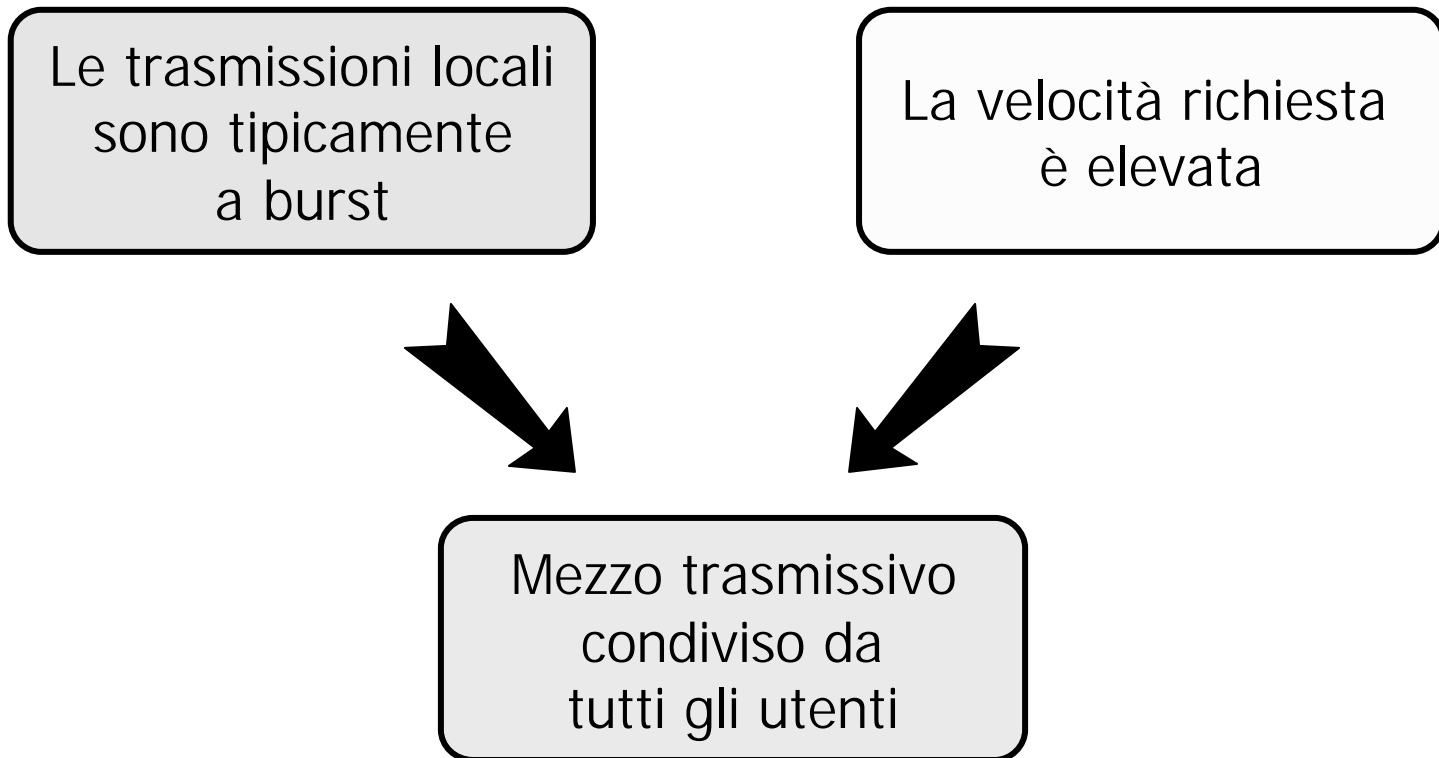 Le trasmissioni locali
sono tipicamente
a burst
La velocità richiesta
è elevata
Mezzo trasmissivo
condiviso da
tutti gli utenti